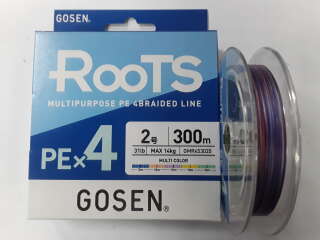 GOSEN.
ROOTS
MULTIPURPOSE PE 4BRAIDED LINE
2号 300m
31lb MAX 14kg
MULTI COLOR
PE×4
GOSEN